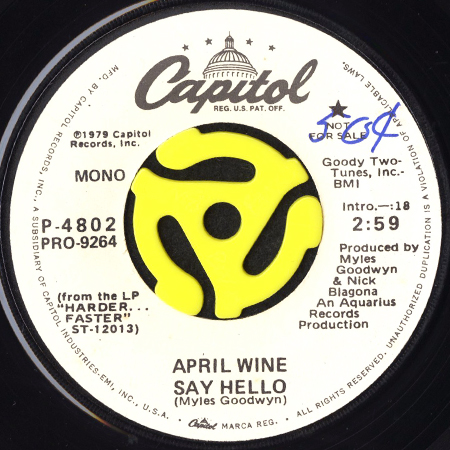 Capitol
REG. U.S. PAT. OFF.
MFD. BY CAPITOL RECORDS, INC., A SUBSIDIARY OF CAPITOL INDUSTRIES-EMI, INC., U.S.A.
℗1979 Capitol
Records, Inc.
MONO
P-4802
PRO-9264
(from the LP
"HARDER...
FASTER"
ST-12013)
50¢
NOT
FOR SALE
Goody Two-
Tunes, Inc.-
BMI
Intro.—:18
2:59
Produced by
Myles
Goodwyn
& Nick
Blagona
An Aquarius
Records
Production
APRIL WINE
SAY HELLO
(Myles Goodwyn)
Capitol MARCA REG. • ALL RIGHTS RESERVED. UNAUTHORIZED DUPLICATION IS A VIOLATION OF APPLICABLE LAWS.